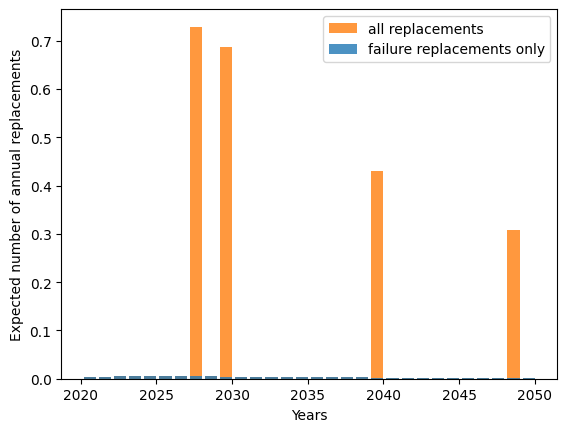 all replacements
failure replacements only
Expected number of annual replacements
0.7
0.6
0.5
0.4
0.3
0.2
0.1
0.0
2020 2025 2030 2035 2040 2045 2050
Years